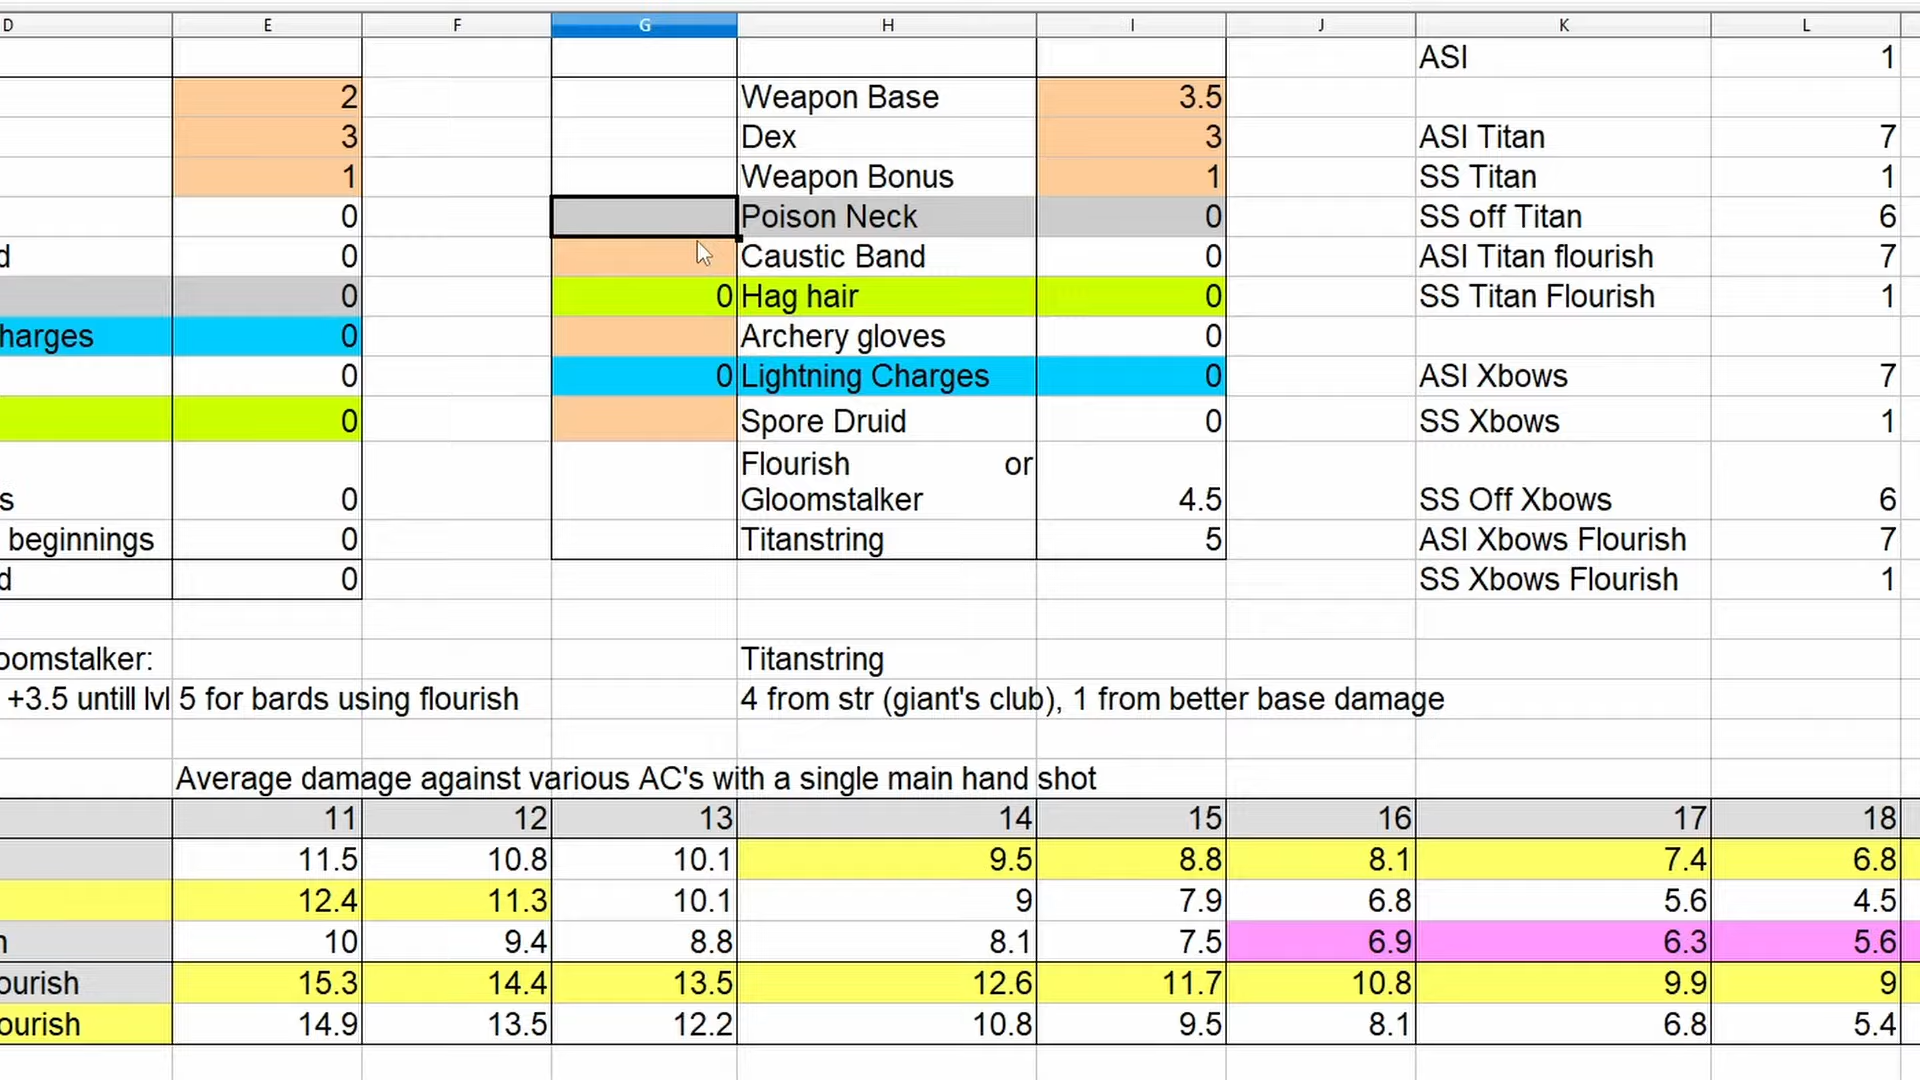 D E F G H I J K L
ASI 1
2 Weapon Base 3.5
3 Dex 3 ASI Titan 7
1 Weapon Bonus 1 SS Titan 1
0 Poison Neck 0 SS off Titan 6
d 0 Caustic Band 0 ASI Titan flourish 7
0 0 Hag hair 0 SS Titan Flourish 1
harges 0 Archery gloves 0
0 0 Lightning Charges 0 ASI Xbows 7
0 Spore Druid 0 SS Xbows 1
Flourish or
s 0 Gloomstalker 4.5 SS Off Xbows 6
beginnings 0 Titanstring 5 ASI Xbows Flourish 7
d 0 SS Xbows Flourish 1
oomstalker: Titanstring
+3.5 untill lvl 5 for bards using flourish 4 from str (giant's club), 1 from better base damage
Average damage against various AC's with a single main hand shot
11 12 13 14 15 16 17 18
11.5 10.8 10.1 9.5 8.8 8.1 7.4 6.8
12.4 11.3 10.1 9 7.9 6.8 5.6 4.5
n 10 9.4 8.8 8.1 7.5 6.9 6.3 5.6
ourish 15.3 14.4 13.5 12.6 11.7 10.8 9.9 9
ourish 14.9 13.5 12.2 10.8 9.5 8.1 6.8 5.4